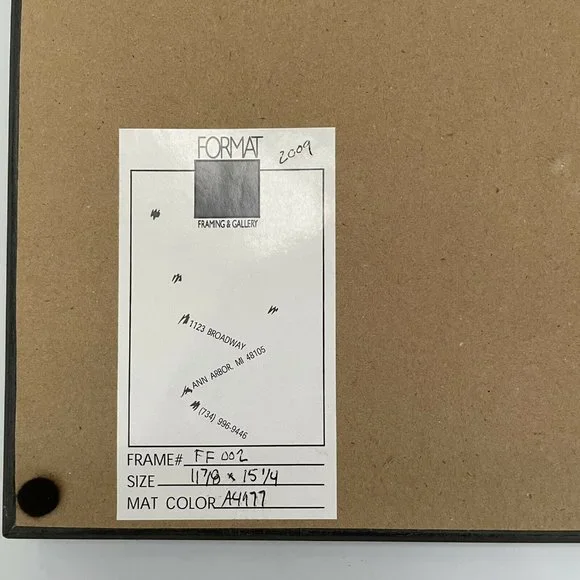 FORMAT
2009
FRAMING & GALLERY
1123 BROADWAY
ANN ARBOR, MI 48105
(734) 996-9446
FRAME# FF 002
SIZE 11 7/8 x 15 1/4
MAT COLOR A4977